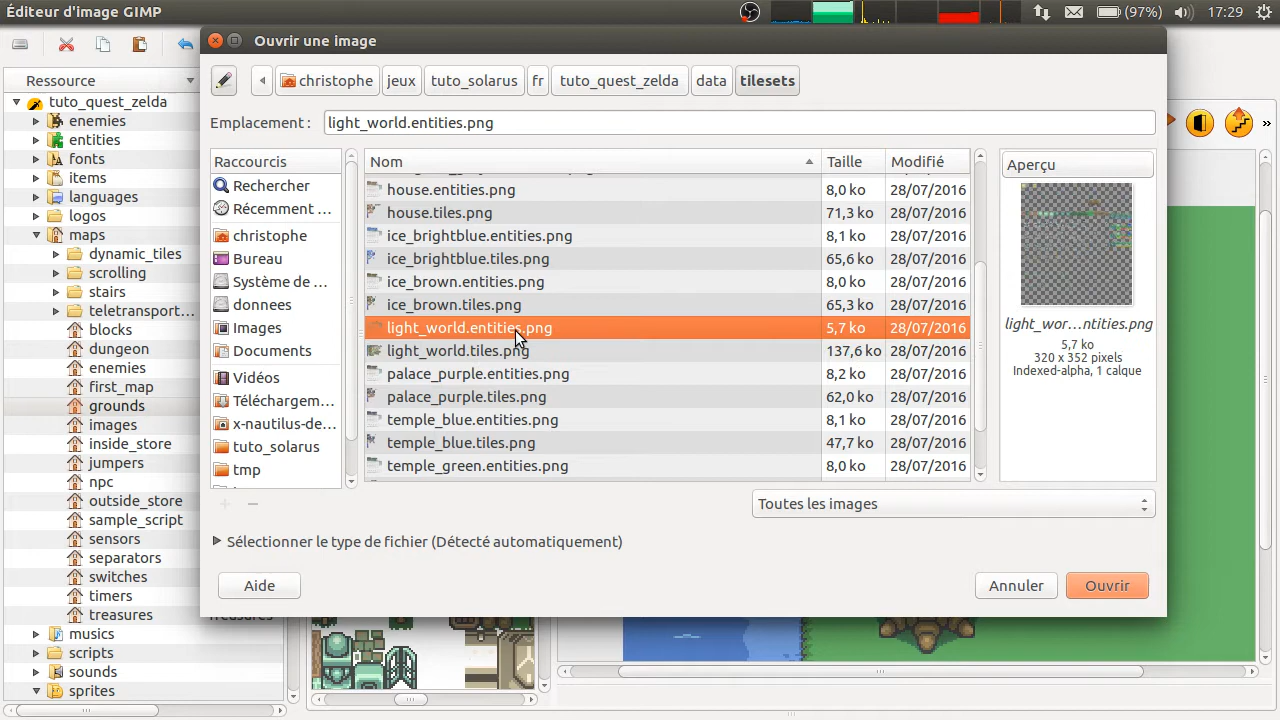 Éditeur d'image GIMP
(97%)
17:29
Ouvrir une image
Ressource
tuto_quest_zelda
enemies
entities
fonts
items
languages
logos
maps
dynamic_tiles
scrolling
stairs
teletransport...
blocks
dungeon
enemies
first_map
grounds
images
inside_store
jumpers
npc
outside_store
sample_script
sensors
separators
switches
timers
treasures
musics
scripts
sounds
sprites
christophe
jeux
tuto_solarus
fr
tuto_quest_zelda
data
tilesets
Emplacement :
light_world.entities.png
Raccourcis
Rechercher
Récemment ...
christophe
Bureau
Système de ...
donnees
Images
Documents
Vidéos
Téléchargem...
x-nautilus-de...
tuto_solarus
tmp
Nom Taille Modifié
house.entities.png 8,0 ko 28/07/2016
house.tiles.png 71,3 ko 28/07/2016
ice_brightblue.entities.png 8,1 ko 28/07/2016
ice_brightblue.tiles.png 65,6 ko 28/07/2016
ice_brown.entities.png 8,0 ko 28/07/2016
ice_brown.tiles.png 65,3 ko 28/07/2016
light_world.entities.png 5,7 ko 28/07/2016
light_world.tiles.png 137,6 ko 28/07/2016
palace_purple.entities.png 8,2 ko 28/07/2016
palace_purple.tiles.png 62,0 ko 28/07/2016
temple_blue.entities.png 8,1 ko 28/07/2016
temple_blue.tiles.png 47,7 ko 28/07/2016
temple_green.entities.png 8,0 ko 28/07/2016
Aperçu
light_wor...ntities.png
5,7 ko
320 x 352 pixels
Indexed-alpha, 1 calque
Toutes les images
Sélectionner le type de fichier (Détecté automatiquement)
Aide
Annuler
Ouvrir